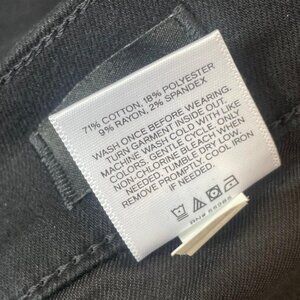 71% COTTON, 18% POLYESTER
9% RAYON, 2% SPANDEX
WASH ONCE BEFORE WEARING.
TURN GARMENT INSIDE OUT.
MACHINE WASH COLD WITH LIKE
COLORS, GENTLE CYCLE. ONLY
NON-CHLORINE BLEACH WHEN
NEEDED. TUMBLE DRY LOW.
REMOVE PROMPTLY. COOL IRON
IF NEEDED.